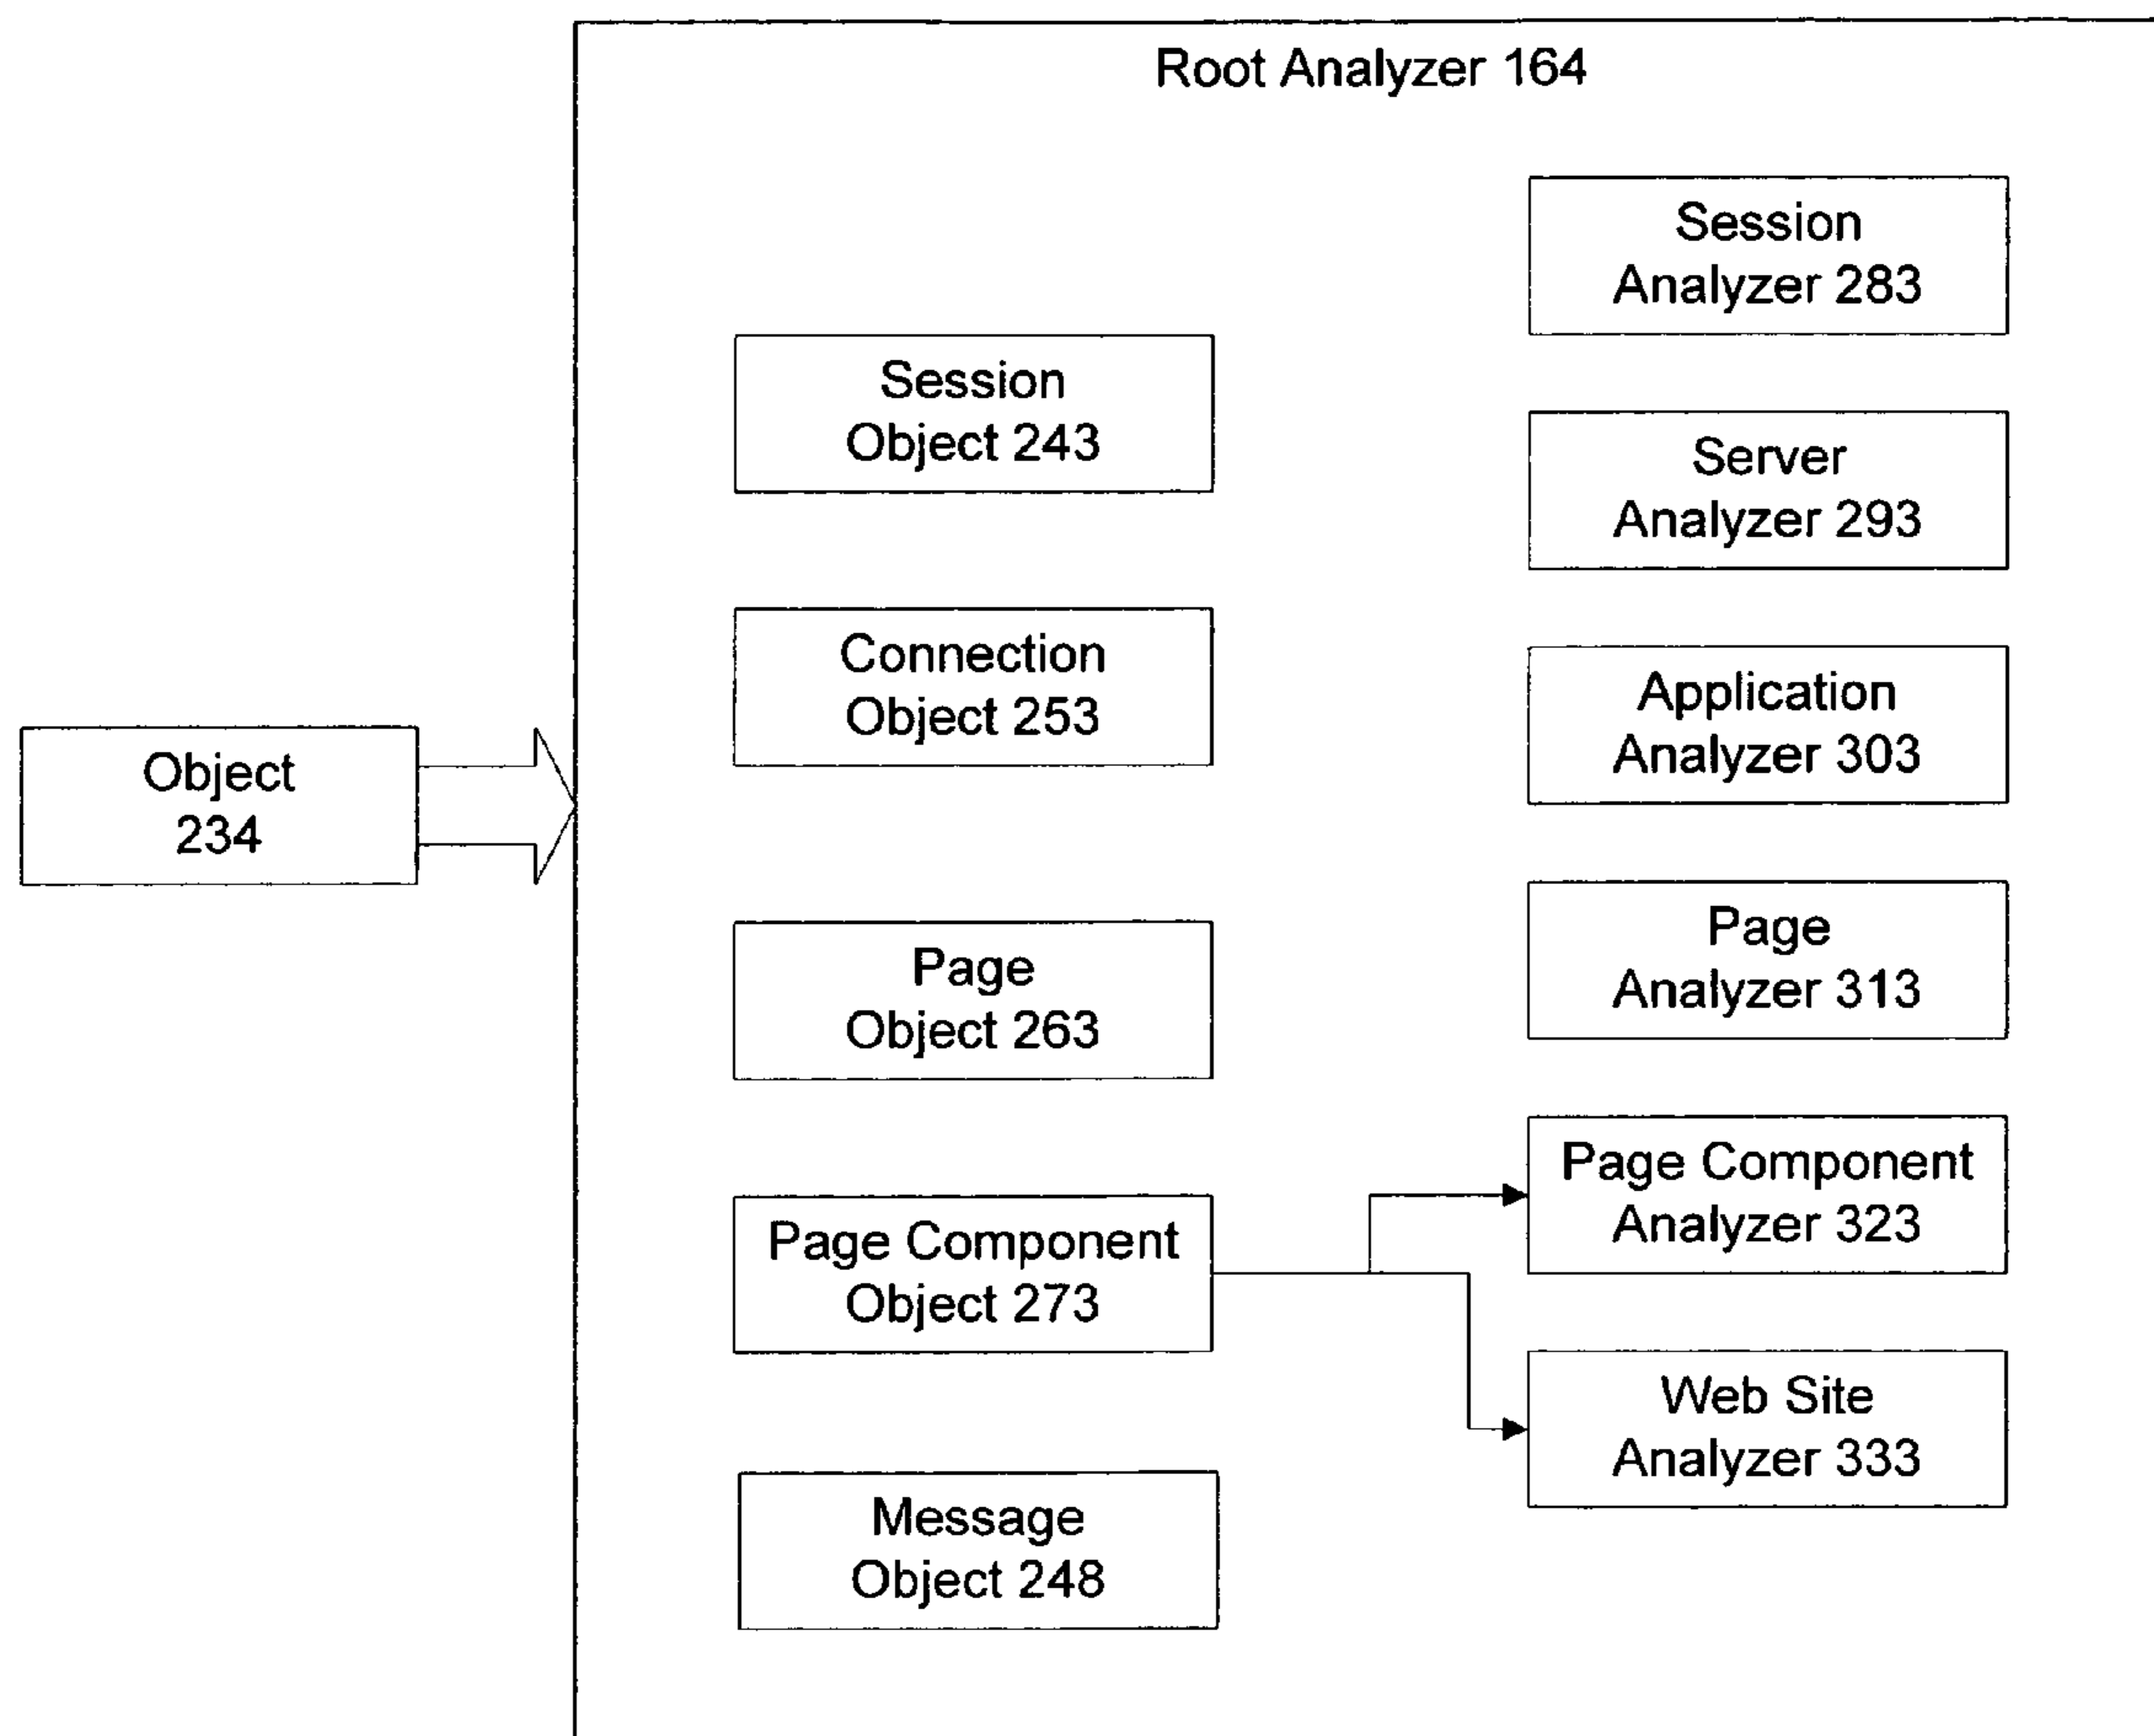 Root Analyzer 164
Object
234
Session
Object 243
Connection
Object 253
Page
Object 263
Page Component
Object 273
Message
Object 248
Session
Analyzer 283
Server
Analyzer 293
Application
Analyzer 303
Page
Analyzer 313
Page Component
Analyzer 323
Web Site
Analyzer 333